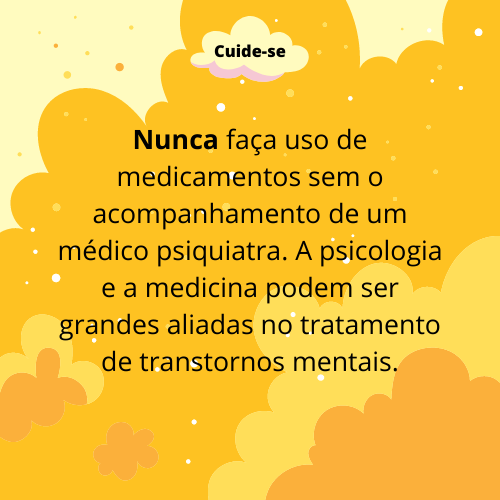 Cuide-se
Nunca faça uso de
medicamentos sem o
acompanhamento de um
médico psiquiatra. A psicologia
e a medicina podem ser
grandes aliadas no tratamento
de transtornos mentais.